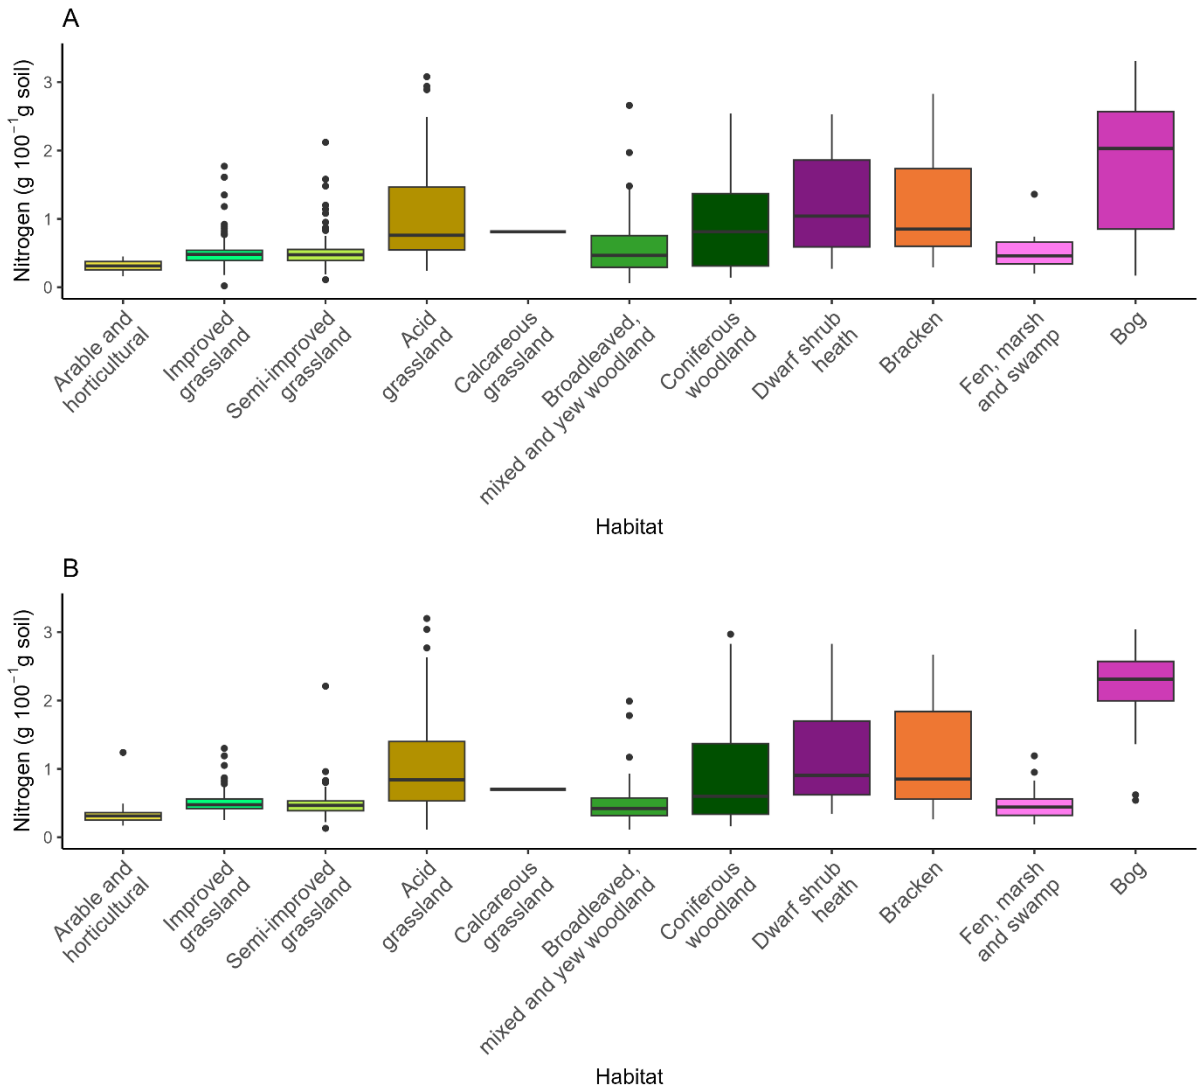 A
Nitrogen (g 100⁻¹g soil)
3
2
1
0
Arable and
horticultural
Improved
grassland
Semi-improved
grassland
Acid
grassland
Calcareous
grassland
Broadleaved,
mixed and yew woodland
Coniferous
woodland
Dwarf shrub
heath
Bracken
Fen, marsh
and swamp
Bog
Habitat
B
Nitrogen (g 100⁻¹g soil)
3
2
1
0
Arable and
horticultural
Improved
grassland
Semi-improved
grassland
Acid
grassland
Calcareous
grassland
Broadleaved,
mixed and yew woodland
Coniferous
woodland
Dwarf shrub
heath
Bracken
Fen, marsh
and swamp
Bog
Habitat